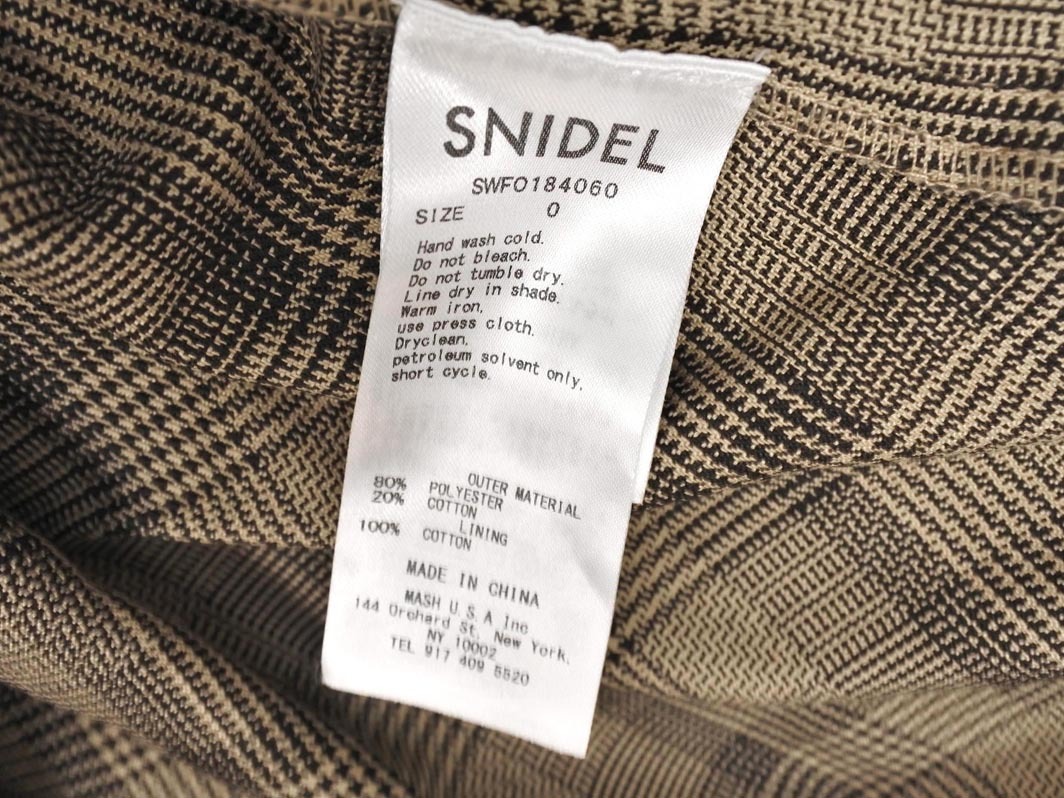 SNIDEL
SWFO184060
SIZE 0
Hand wash cold.
Do not bleach.
Do not tumble dry.
Line dry in shade.
Warm iron,
use press cloth.
Dryclean,
petroleum solvent only,
short cycle.
OUTER MATERIAL
80% POLYESTER
20% COTTON
LINING
100% COTTON
MADE IN CHINA
MASH U.S.A Inc
144 Orchard St. New York,
NY 10002
TEL 917 409 5520